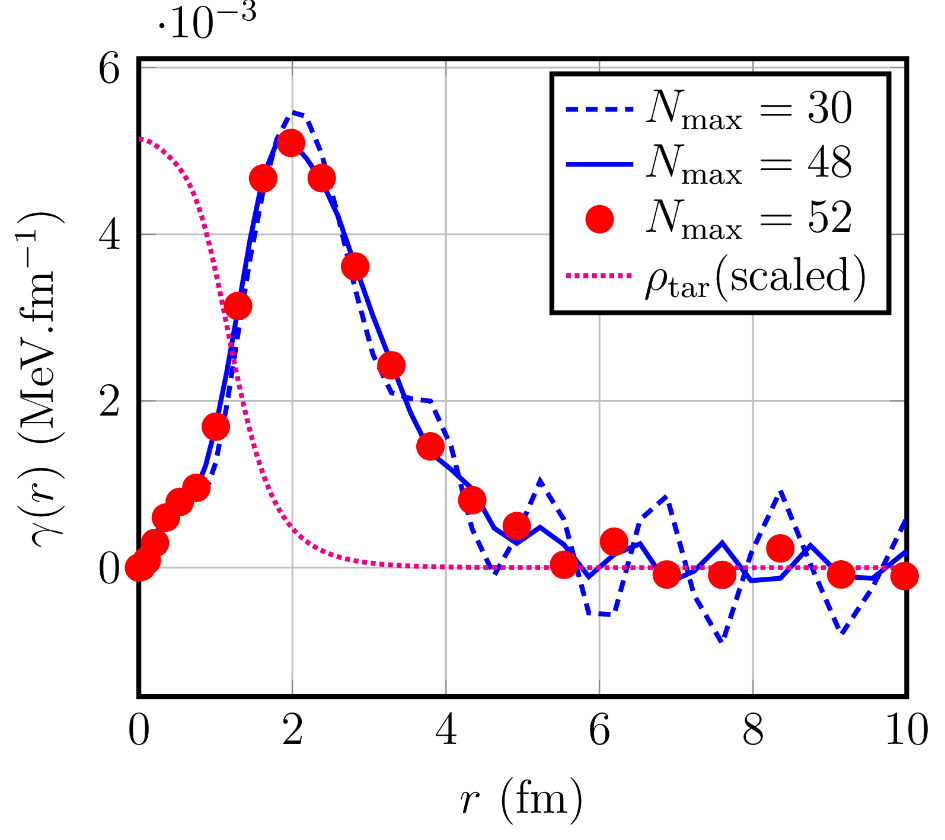 ·10⁻³
6
4
2
0
0 2 4 6 8 10
γ(r) (MeV.fm⁻¹)
r (fm)
N_max = 30
N_max = 48
N_max = 52
ρ_tar(scaled)